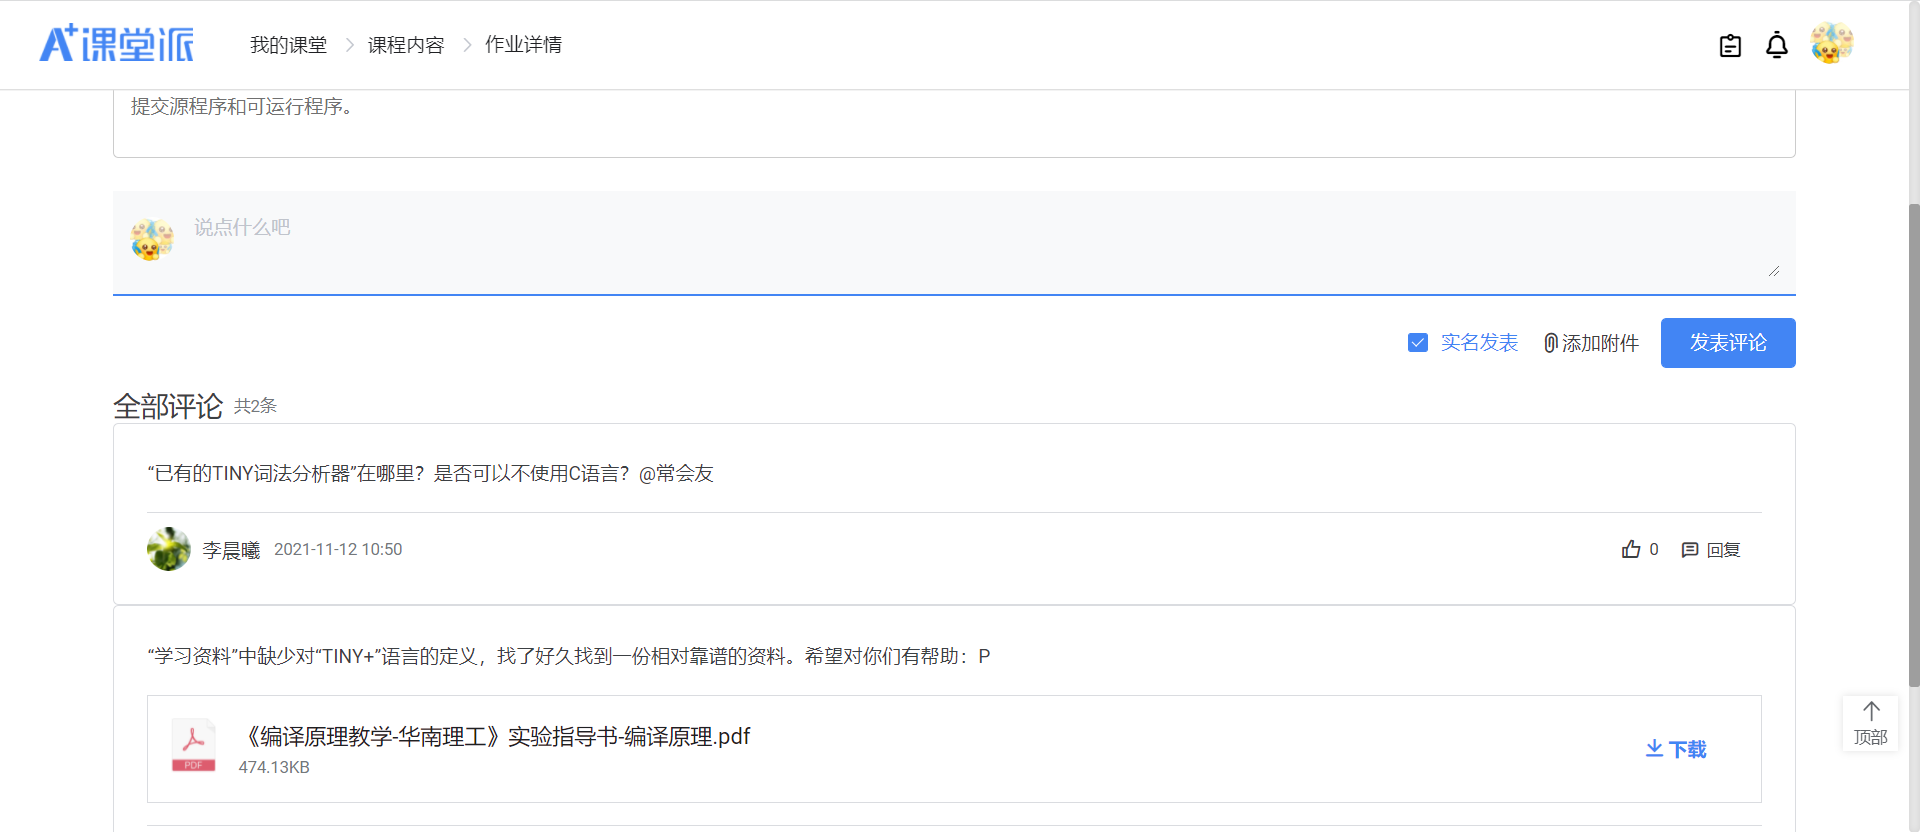 A+课堂派
我的课堂 > 课程内容 > 作业详情
提交源程序和可运行程序。
说点什么吧
实名发表 添加附件 发表评论
全部评论 共2条
“已有的TINY词法分析器”在哪里？是否可以不使用C语言？@常会友
李晨曦 2021-11-12 10:50 0 回复
“学习资料”中缺少对“TINY+”语言的定义，找了好久找到一份相对靠谱的资料。希望对你们有帮助：P
《编译原理教学-华南理工》实验指导书-编译原理.pdf
PDF
474.13KB
下载
顶部